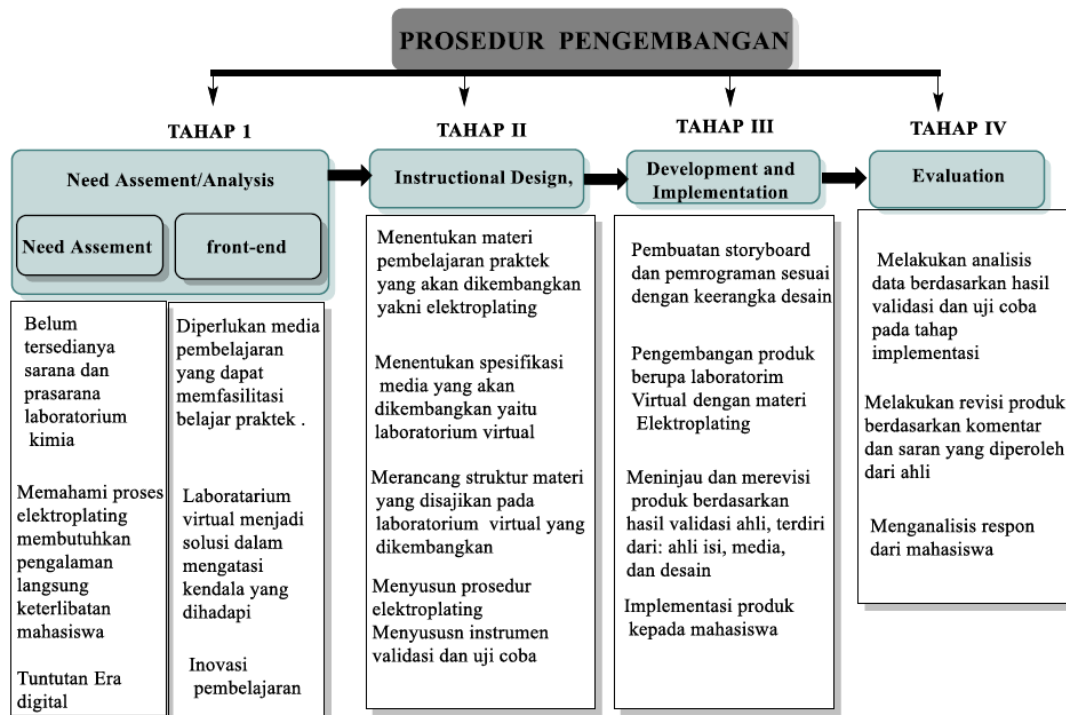 PROSEDUR PENGEMBANGAN
TAHAP 1
Need Assement/Analysis
Need Assement
front-end
Belum
tersedianya
sarana dan
prasarana
laboratorium
kimia
Memahami proses
elektroplating
membutuhkan
pengalaman
langsung
keterlibatan
mahasiswa
Tuntutan Era
digital
Diperlukan media
pembelajaran
yang dapat
memfasilitasi
belajar praktek .
Laboratarium
virtual menjadi
solusi dalam
mengatasi
kendala yang
dihadapi
Inovasi
pembelajaran
TAHAP II
Instructional Design,
Menentukan materi
pembelajaran praktek
yang akan dikembangkan
yakni elektroplating
Menentukan spesifikasi
media yang akan
dikembangkan yaitu
laboratorium virtual
Merancang struktur materi
yang disajikan pada
laboratorium virtual yang
dikembangkan
Menyusun prosedur
elektroplating
Menyususn instrumen
validasi dan uji coba
TAHAP III
Development and
Implementation
Pembuatan storyboard
dan pemrograman sesuai
dengan keerangka desain
Pengembangan produk
berupa laboratorim
Virtual dengan materi
Elektroplating
Meninjau dan merevisi
produk berdasarkan
hasil validasi ahli, terdiri
dari: ahli isi, media,
dan desain
Implementasi produk
kepada mahasiswa
TAHAP IV
Evaluation
Melakukan analisis
data berdasarkan hasil
validasi dan uji coba
pada tahap
implementasi
Melakukan revisi produk
berdasarkan komentar
dan saran yang diperoleh
dari ahli
Menganalisis respon
dari mahasiswa